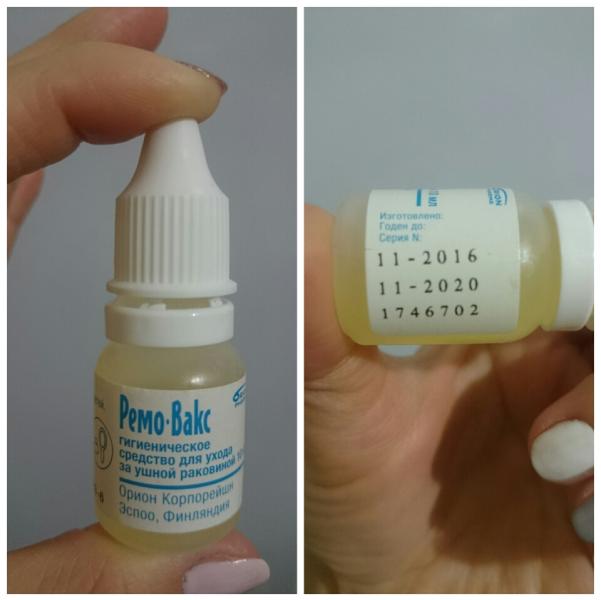 Ремо-Вакс
гигиеническое
средство для ухода
за ушной раковиной
Орион Корпорейшн
Эспоо, Финляндия
Изготовлено:
Годен до:
Серия N:
11-2016
11-2020
1746702